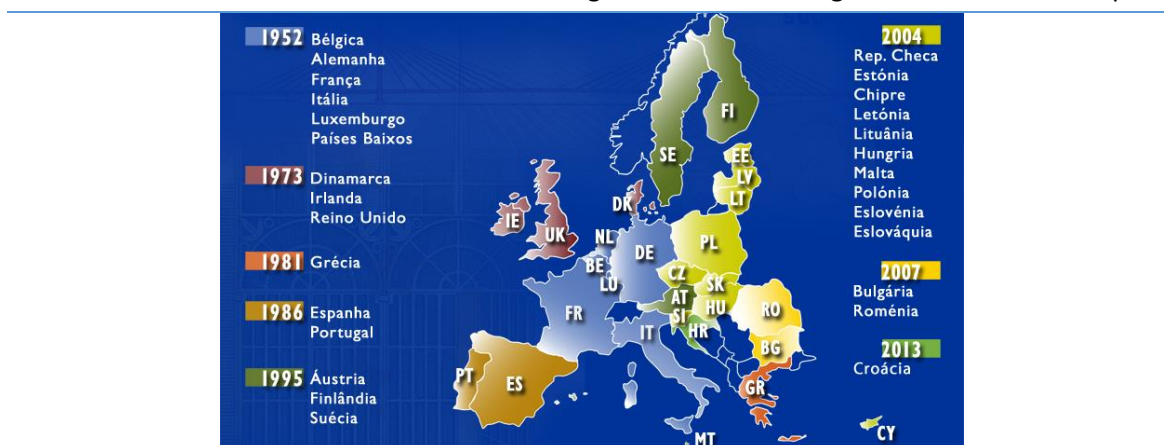 1952 Bélgica
Alemanha
França
Itália
Luxemburgo
Países Baixos
1973 Dinamarca
Irlanda
Reino Unido
1981 Grécia
1986 Espanha
Portugal
1995 Áustria
Finlândia
Suécia
FI
SE
EE
LV
LT
DK
IE
UK
NL
DE
PL
BE
LU
CZ
SK
AT
HU
FR
SI
HR
RO
IT
BG
PT
ES
GR
MT
CY
2004
Rep. Checa
Estónia
Chipre
Letónia
Lituânia
Hungria
Malta
Polónia
Eslovénia
Eslováquia
2007
Bulgária
Roménia
2013
Croácia